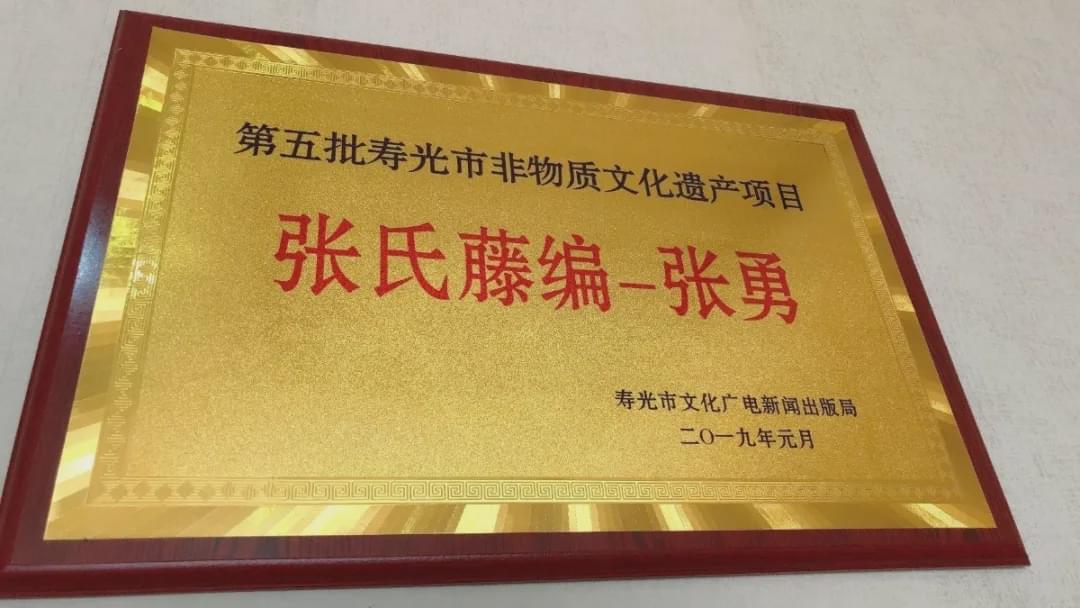 第五批寿光市非物质文化遗产项目
张氏藤编-张勇
寿光市文化广电新闻出版局
二〇一九年元月